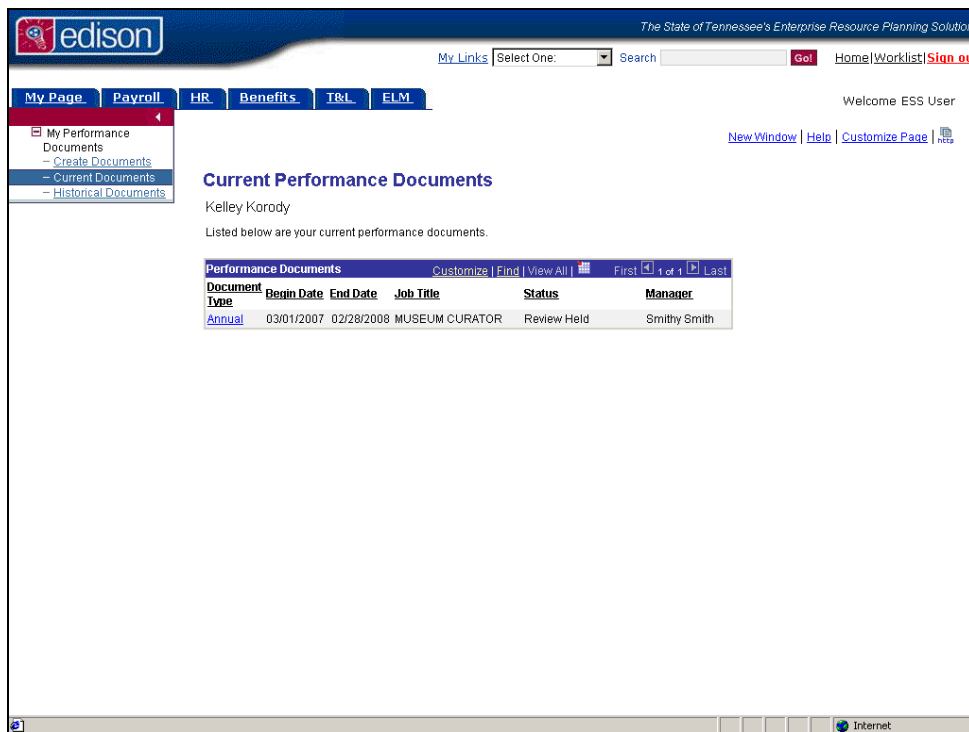 edison
The State of Tennessee's Enterprise Resource Planning Solution
My Links Select One: Search Go! Home|Worklist|Sign ou
My Page Payroll HR Benefits T&L ELM
Welcome ESS User
New Window | Help | Customize Page | http
My Performance
Documents
– Create Documents
– Current Documents
– Historical Documents
Current Performance Documents
Kelley Korody
Listed below are your current performance documents.
Performance Documents Customize | Find | View All | First 1 of 1 Last
Document
Type Begin Date End Date Job Title Status Manager
Annual 03/01/2007 02/28/2008 MUSEUM CURATOR Review Held Smithy Smith
Internet